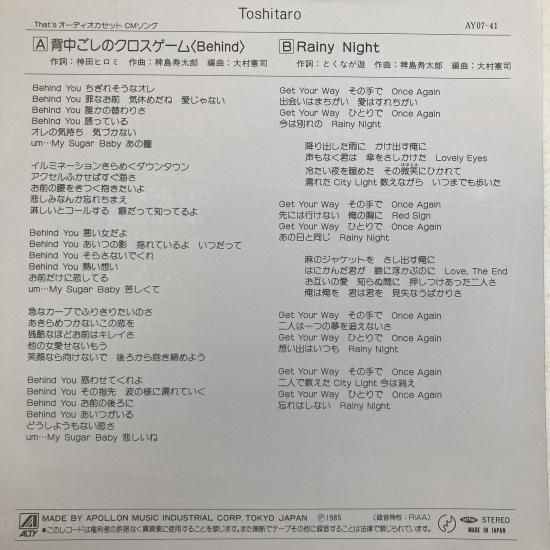 Toshitaro
That's オーディオカセット CMソング
AY07-41
A 背中ごしのクロスゲーム〈Behind〉
作詞：神田ヒロミ 作曲：稗島寿太郎 編曲：大村憲司
Behind You ちぎれそうなオレ
Behind You 罪なお前 気休めだね 愛じゃない
Behind You 誰かの替わりさ
Behind You 誘っている
オレの気持ち 気づかない
um…My Sugar Baby あの瞳
イルミネーションきらめくダウンタウン
アクセルふかせばすぐ海さ
お前の腰をきつく抱きたいよ
悲しみなんか忘れちまえ
淋しいとコールする 癖だって知ってるよ
Behind You 悪い女だよ
Behind You あいつの影 揺れているよ いつだって
Behind You そらさないでくれ
Behind You 熱い想い
お前だけに恋してる
um…My Sugar Baby 苦しくて
急なカーブでふりきりたいのさ
あきらめつかないこの恋を
残酷なほどお前はキレイさ
他の女愛せないもう
笑顔なら向けないで 後ろから抱き締めよう
Behind You 惑わせてくれよ
Behind You その指先 波の様に濡れていく
Behind You お前の後ろに
Behind You あいつがいる
どうしようもない恋さ
um…My Sugar Baby 悲しいね
B Rainy Night
作詞：とくなが遊 作曲：稗島寿太郎 編曲：大村憲司
Get Your Way その手で Once Again
出会いはまちがい 愛はすれちがい
Get Your Way ひとりで Once Again
今は別れの Rainy Night
降り出した雨に かけ出す俺に
声もなく君は 傘をさしかけた Lovely Eyes
冷たい夜を暖めた その微笑にひかれて
濡れた City Light 数えながら いつまでも歩いた
Get Your Way その手で Once Again
先には行けない 俺の胸に Red Sign
Get Your Way ひとりで Once Again
あの日と同じ Rainy Night
麻のジャケットを さし出す俺に
はにかんだ君が 瞼に浮かぶのに Love, The End
お互いの愛 知らぬ間に 押しつけあった二人さ
俺は俺を 君は君を 見失なうばかりさ
Get Your Way その手で Once Again
二人は一つの夢を追えないさ
Get Your Way ひとりで Once Again
想い出はいつも Rainy Night
Get Your Way その手で Once Again
二人で数えた City Light 今は消え
Get Your Way ひとりで Once Again
忘れはしない Rainy Night
ALTY MADE BY APOLLON MUSIC INDUSTRIAL CORP. TOKYO JAPAN Ⓟ1985 〔録音特性：RIAA〕
●このレコードは権利者の許諾なく賃貸業に使用することを禁じます。また無断でテープその他に録音することは法律で禁じられています。
STEREO
MADE IN JAPAN